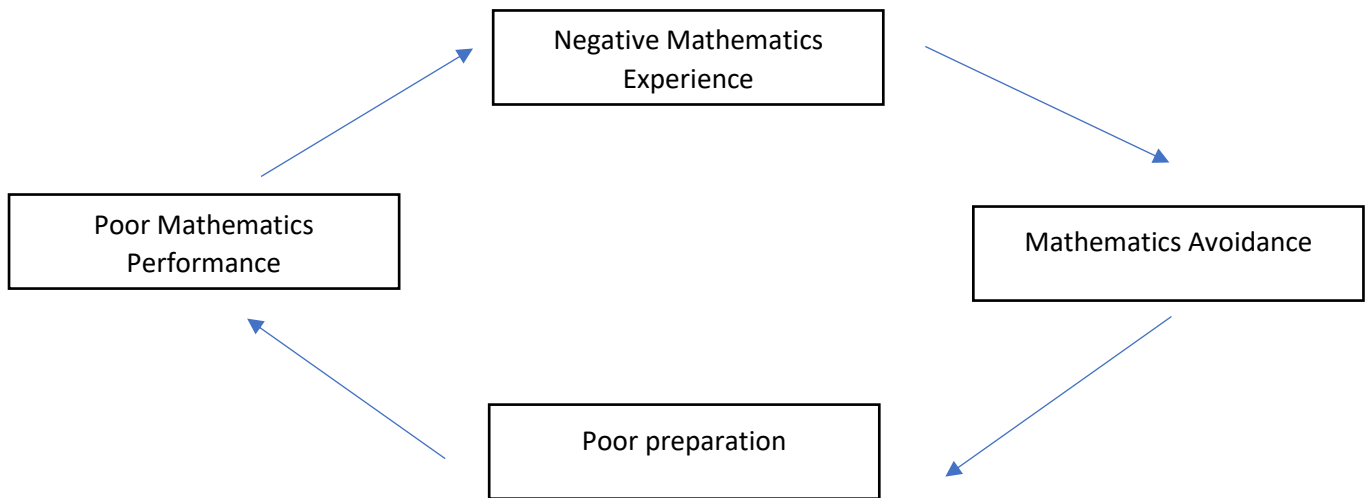 Negative Mathematics
Experience
Poor Mathematics
Performance
Mathematics Avoidance
Poor preparation